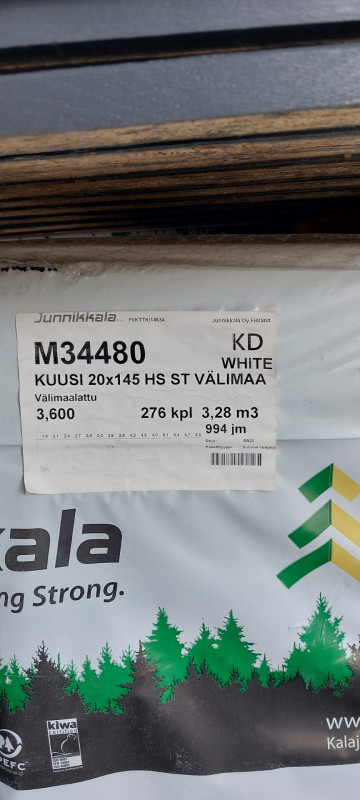 Junnikkala
Junnikkala Oy Finland
M34480
KD
WHITE
KUUSI 20x145 HS ST VÄLIMAA
Välimaalattu
3,600 276 kpl 3,28 m3
994 jm
kala
ng Strong.
PEFC
kiwa
www
Kalaj